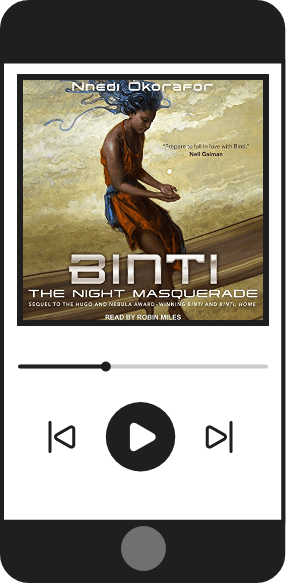 Nnedi Okorafor
"Prepare to fall in love with Binti."
Neil Gaiman
BINTI
THE NIGHT MASQUERADE
SEQUEL TO THE HUGO AND NEBULA AWARD-WINNING BINTI AND BINTI: HOME
READ BY ROBIN MILES